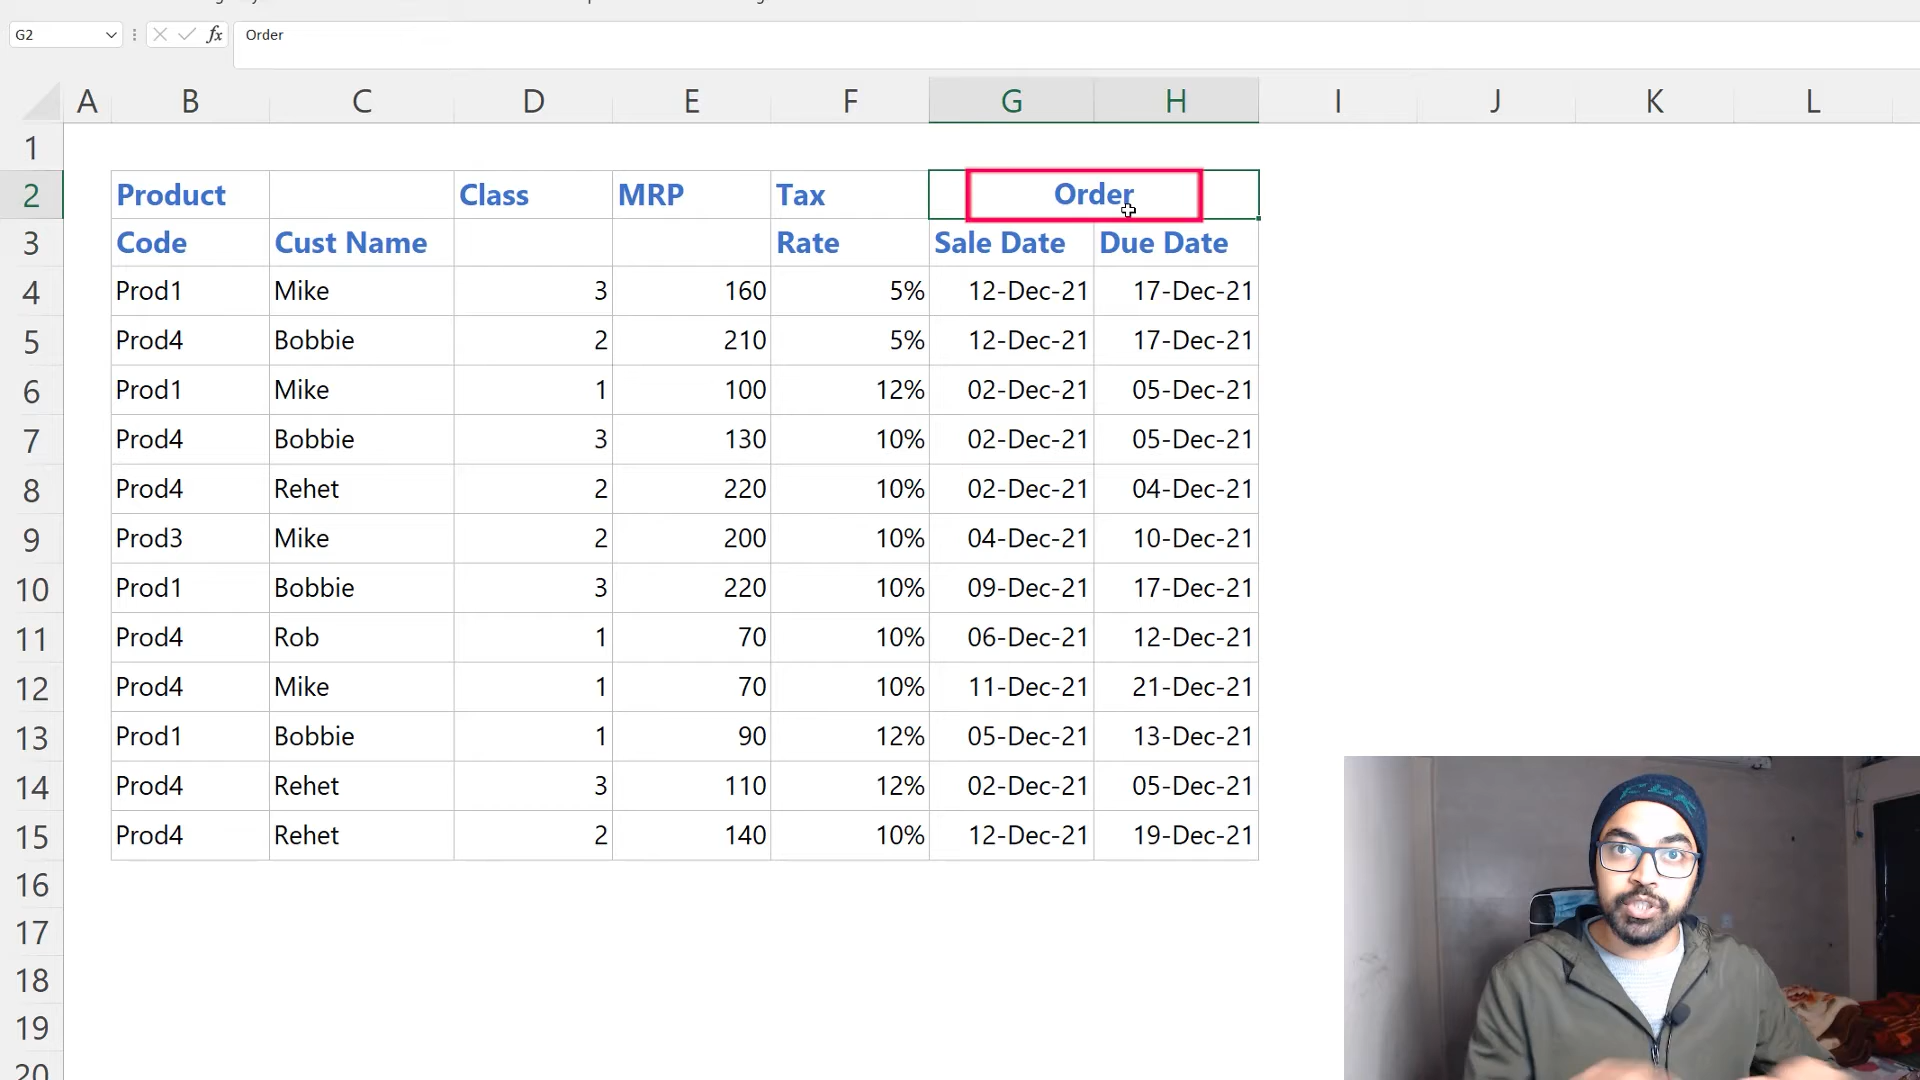 G2 fx Order
A B C D E F G H I J K L
1
2 Product Class MRP Tax Order
3 Code Cust Name Rate Sale Date Due Date
4 Prod1 Mike 3 160 5% 12-Dec-21 17-Dec-21
5 Prod4 Bobbie 2 210 5% 12-Dec-21 17-Dec-21
6 Prod1 Mike 1 100 12% 02-Dec-21 05-Dec-21
7 Prod4 Bobbie 3 130 10% 02-Dec-21 05-Dec-21
8 Prod4 Rehet 2 220 10% 02-Dec-21 04-Dec-21
9 Prod3 Mike 2 200 10% 04-Dec-21 10-Dec-21
10 Prod1 Bobbie 3 220 10% 09-Dec-21 17-Dec-21
11 Prod4 Rob 1 70 10% 06-Dec-21 12-Dec-21
12 Prod4 Mike 1 70 10% 11-Dec-21 21-Dec-21
13 Prod1 Bobbie 1 90 12% 05-Dec-21 13-Dec-21
14 Prod4 Rehet 3 110 12% 02-Dec-21 05-Dec-21
15 Prod4 Rehet 2 140 10% 12-Dec-21 19-Dec-21
16
17
18
19
20